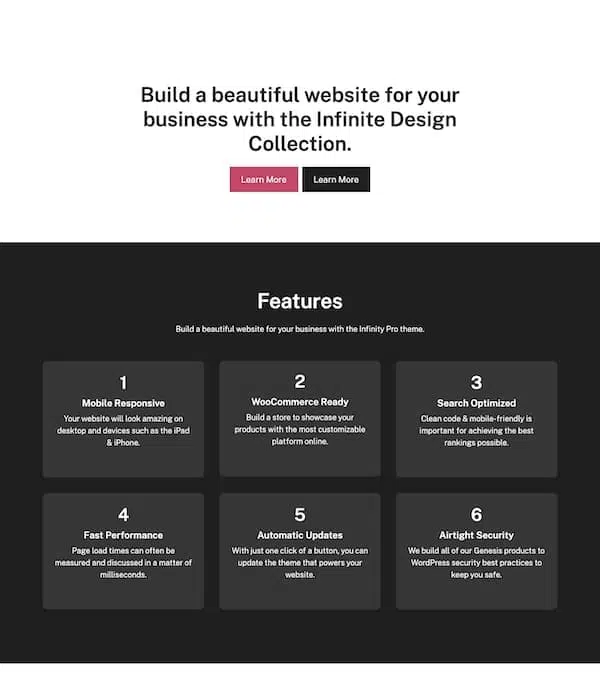 Build a beautiful website for your
business with the Infinite Design
Collection.
Learn More
Learn More
Features
Build a beautiful website for your business with the Infinity Pro theme.
1
Mobile Responsive
Your website will look amazing on
desktop and devices such as the iPad
& iPhone.
2
WooCommerce Ready
Build a store to showcase your
products with the most customizable
platform online.
3
Search Optimized
Clean code & mobile-friendly is
important for achieving the best
rankings possible.
4
Fast Performance
Page load times can often be
measured and discussed in a matter of
milliseconds.
5
Automatic Updates
With just one click of a button, you can
update the theme that powers your
website.
6
Airtight Security
We build all of our Genesis products to
WordPress security best practices to
keep you safe.